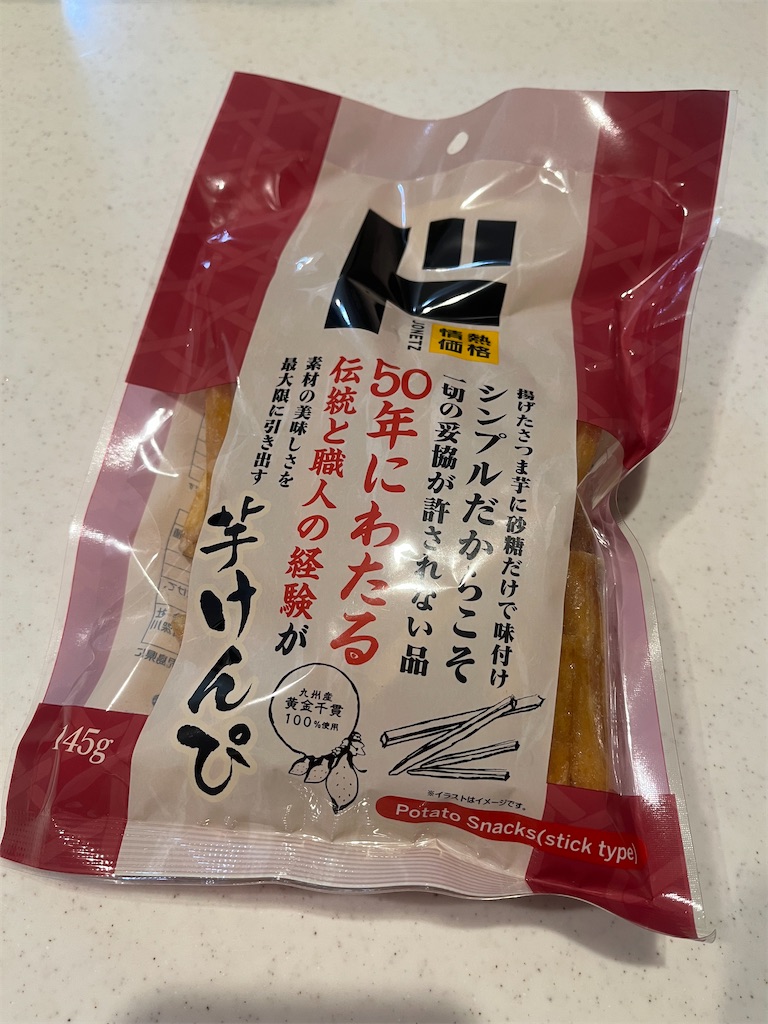 ド
JONETZ
情熱
価格
揚げたさつま芋に砂糖だけで味付け
シンプルだからこそ
一切の妥協が許されない品
50年にわたる
伝統と職人の経験が
素材の美味しさを
最大限に引き出す
芋けんぴ
九州産
黄金千貫
100%使用
※イラストはイメージです。
Potato Snacks(stick type)
145g